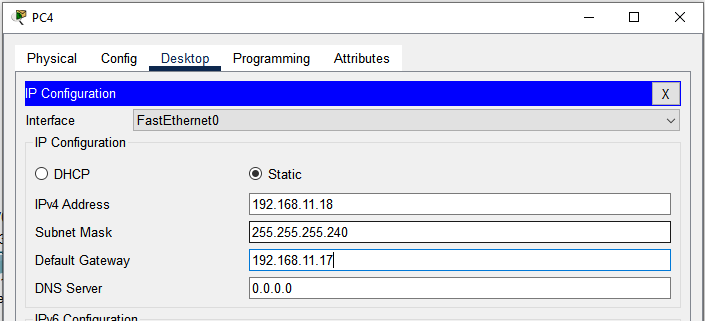 PC4
Physical Config Desktop Programming Attributes
IP Configuration X
Interface FastEthernet0
IP Configuration
DHCP Static
IPv4 Address 192.168.11.18
Subnet Mask 255.255.255.240
Default Gateway 192.168.11.17
DNS Server 0.0.0.0
IPv6 Configuration